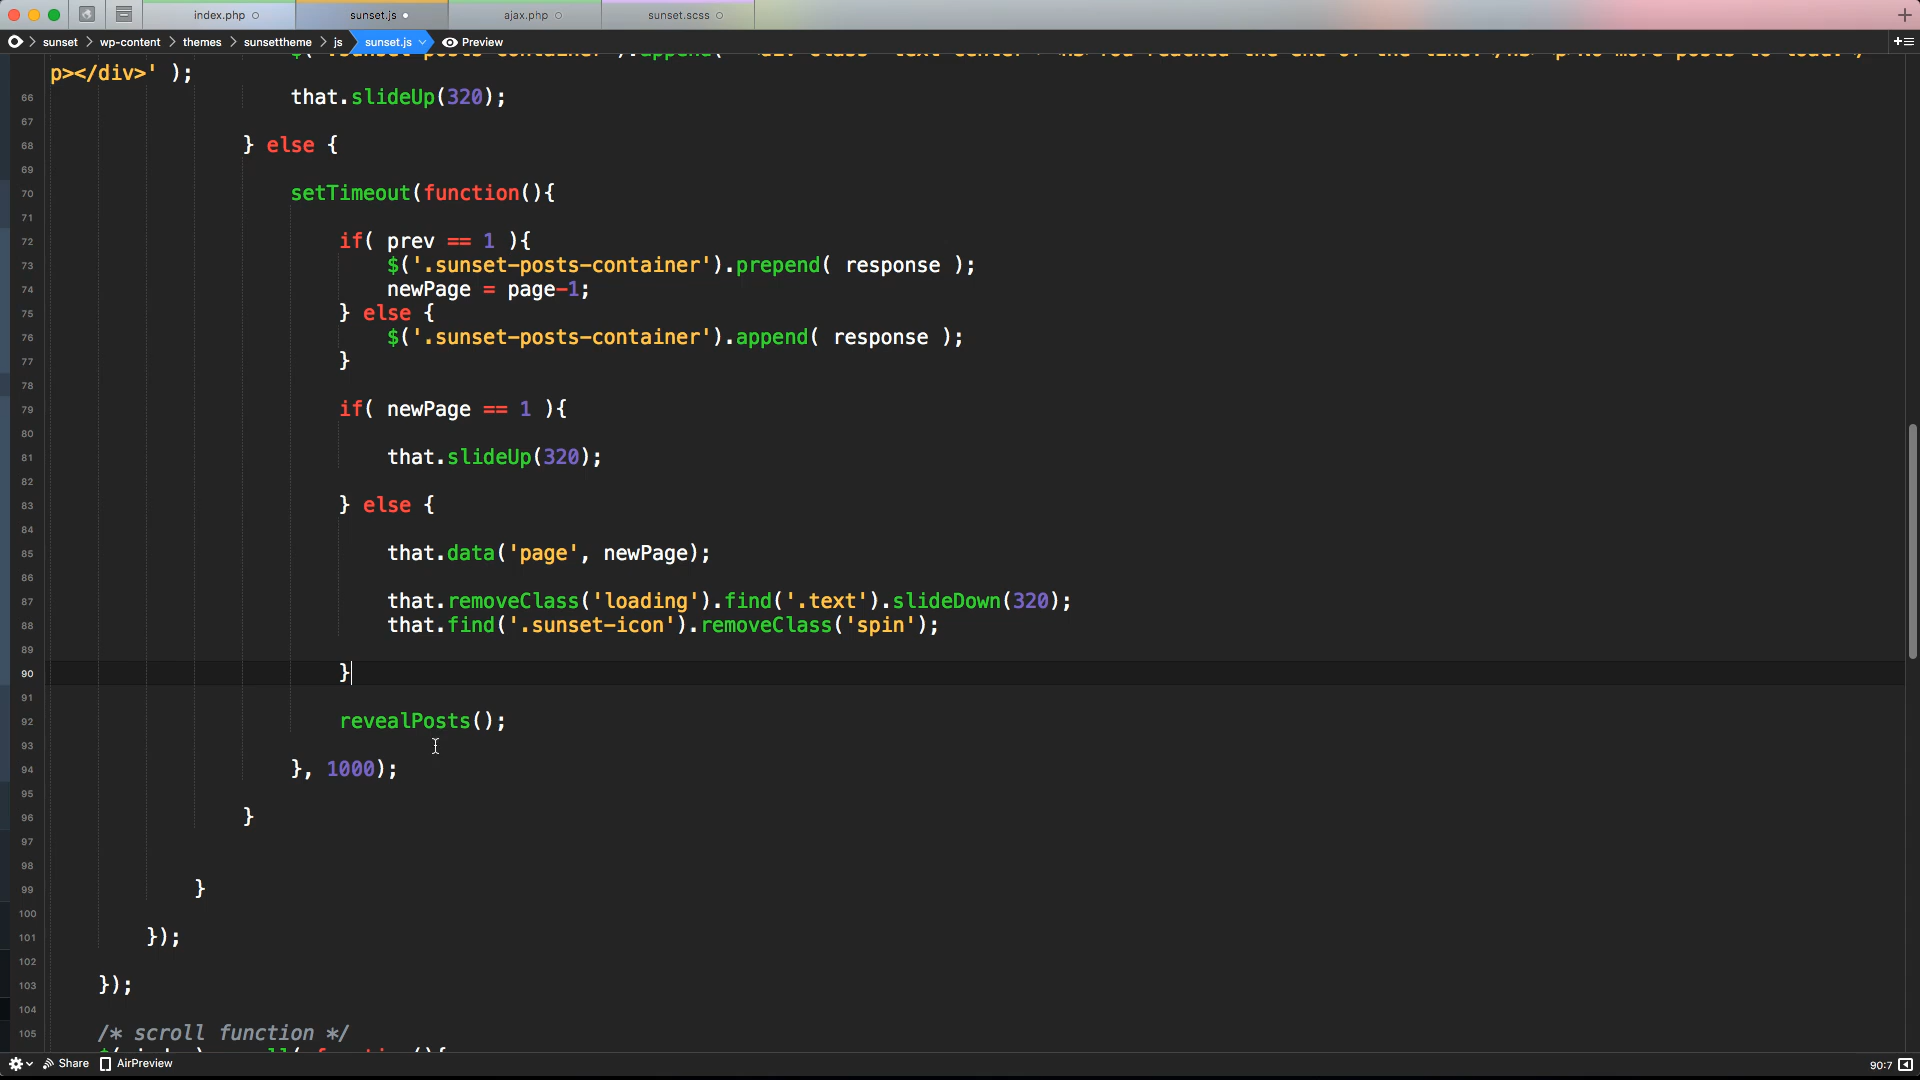 index.php
sunset.js
ajax.php
sunset.scss
sunset wp-content themes sunsettheme js sunset.js Preview
p></div>' );
66 that.slideUp(320);
67
68 } else {
69
70 setTimeout(function(){
71
72 if( prev == 1 ){
73 $('.sunset-posts-container').prepend( response );
74 newPage = page-1;
75 } else {
76 $('.sunset-posts-container').append( response );
77 }
78
79 if( newPage == 1 ){
80
81 that.slideUp(320);
82
83 } else {
84
85 that.data('page', newPage);
86
87 that.removeClass('loading').find('.text').slideDown(320);
88 that.find('.sunset-icon').removeClass('spin');
89
90 }
91
92 revealPosts();
93
94 }, 1000);
95
96 }
97
98
99 }
100
101 });
102
103 });
104
105 /* scroll function */
Share AirPreview
90:7